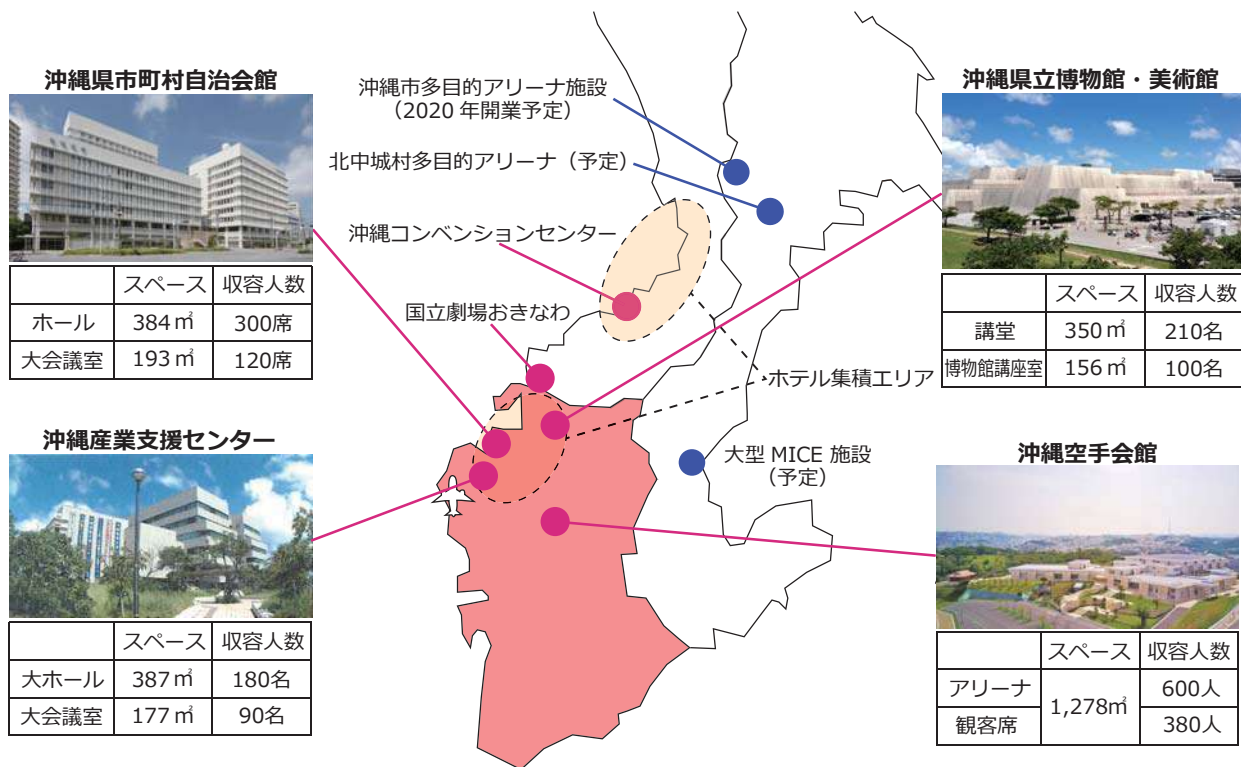 沖縄県市町村自治会館
スペース 収容人数
ホール 384㎡ 300席
大会議室 193㎡ 120席
沖縄産業支援センター
スペース 収容人数
大ホール 387㎡ 180名
大会議室 177㎡ 90名
沖縄市多目的アリーナ施設
（2020年開業予定）
北中城村多目的アリーナ（予定）
沖縄コンベンションセンター
国立劇場おきなわ
ホテル集積エリア
大型 MICE 施設
（予定）
沖縄県立博物館・美術館
スペース 収容人数
講堂 350㎡ 210名
博物館講座室 156㎡ 100名
沖縄空手会館
スペース 収容人数
アリーナ 1,278㎡ 600人
観客席 380人